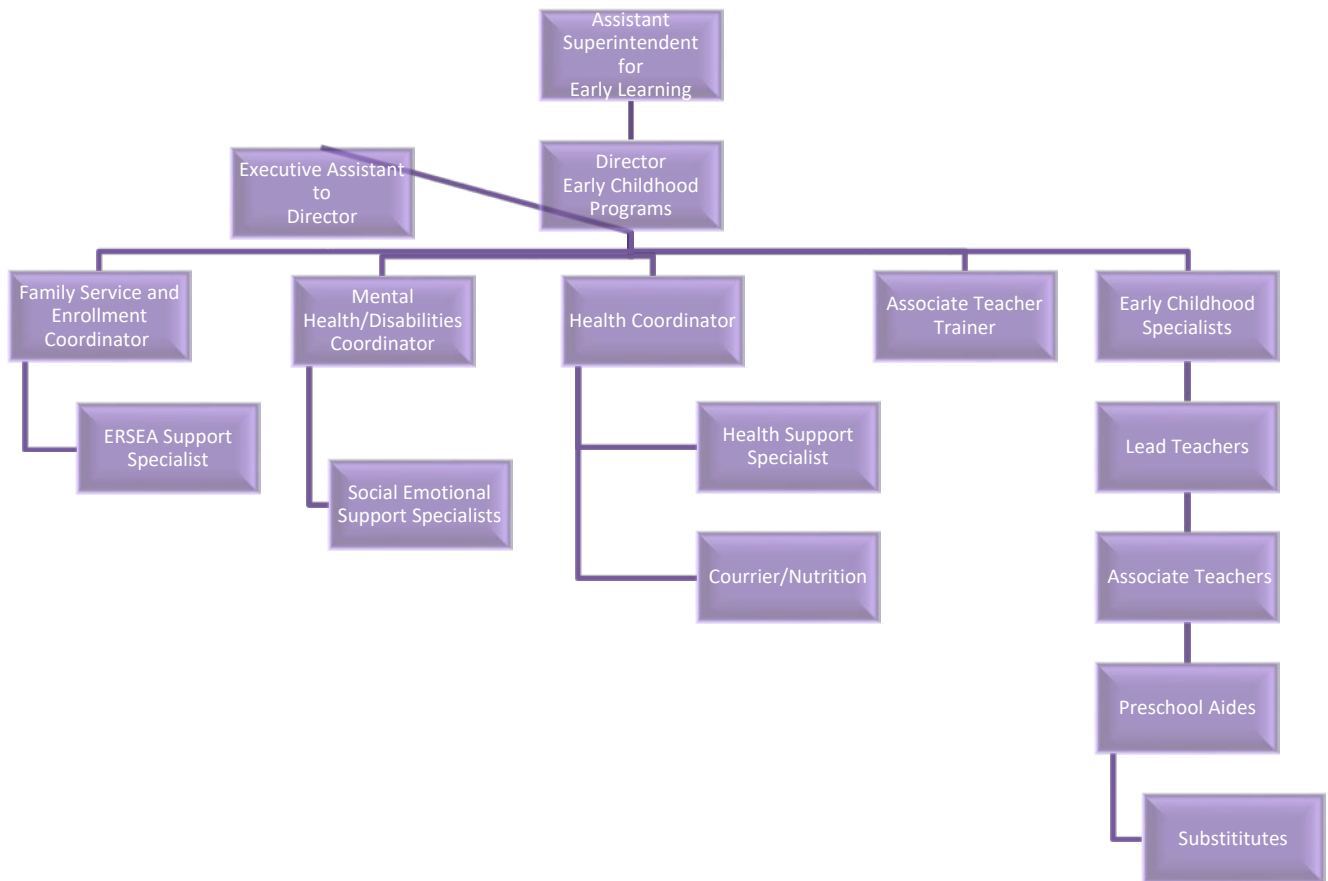 Assistant
Superintendent
for
Early Learning
Executive Assistant
to
Director
Director
Early Childhood
Programs
Family Service and
Enrollment
Coordinator
Mental
Health/Disabilities
Coordinator
Health Coordinator
Associate Teacher
Trainer
Early Childhood
Specialists
ERSEA Support
Specialist
Social Emotional
Support Specialists
Health Support
Specialist
Courrier/Nutrition
Lead Teachers
Associate Teachers
Preschool Aides
Substititutes